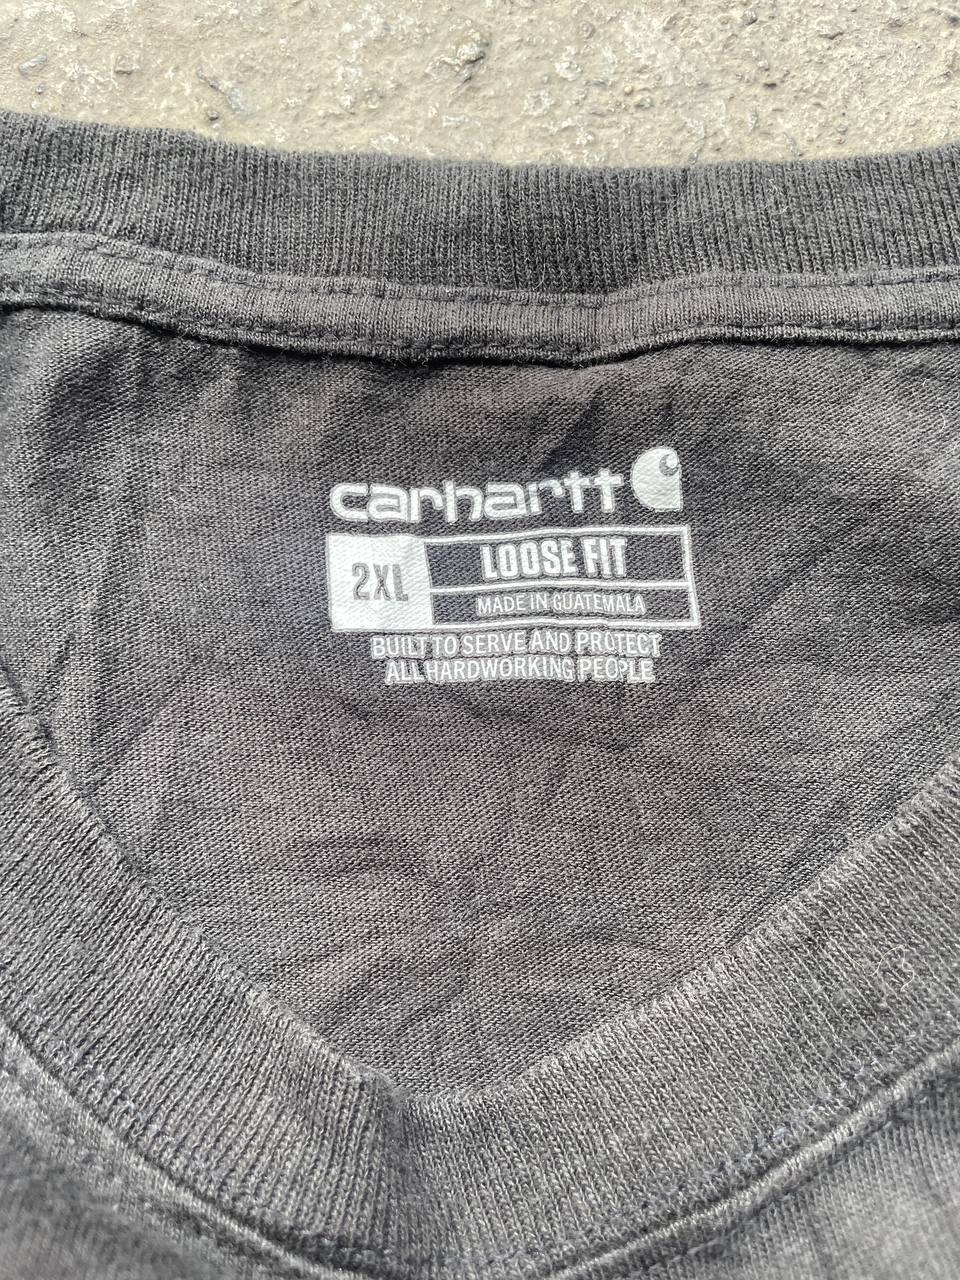 carhartt
2XL
LOOSE FIT
MADE IN GUATEMALA
BUILT TO SERVE AND PROTECT
ALL HARDWORKING PEOPLE